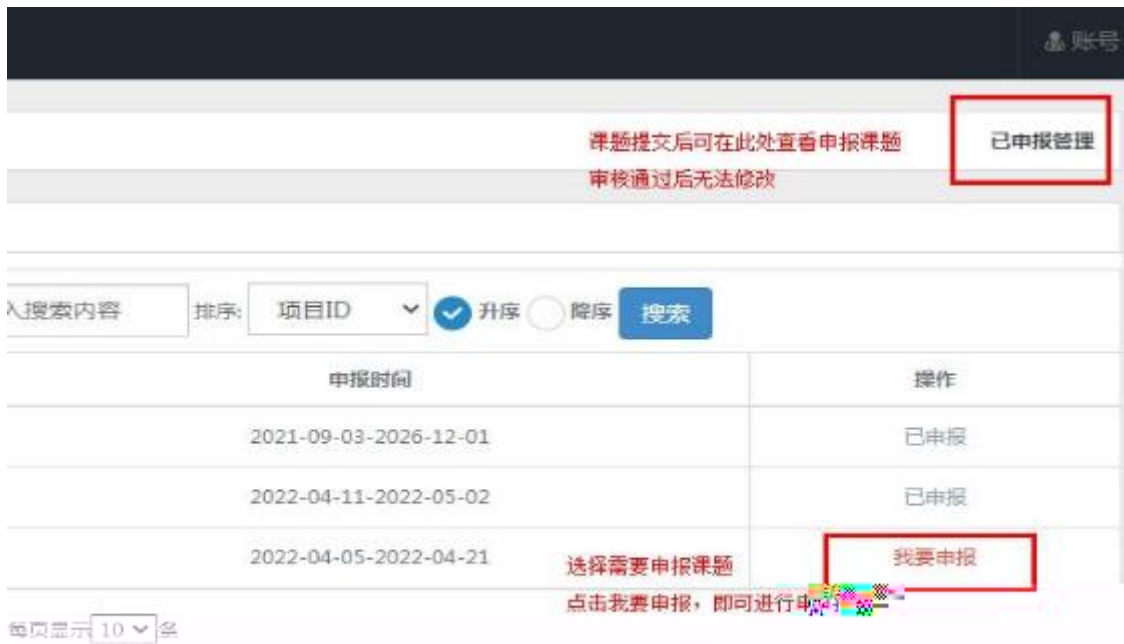 账号
课题提交后可在此处查看申报课题
已申报管理
审核通过后无法修改
入搜索内容 排序: 项目ID 升序 降序 搜索
申报时间 操作
2021-09-03-2026-12-01 已申报
2022-04-11-2022-05-02 已申报
2022-04-05-2022-04-21 我要申报
选择需要申报课题
点击我要申报，即可进行申
每页显示 10 条